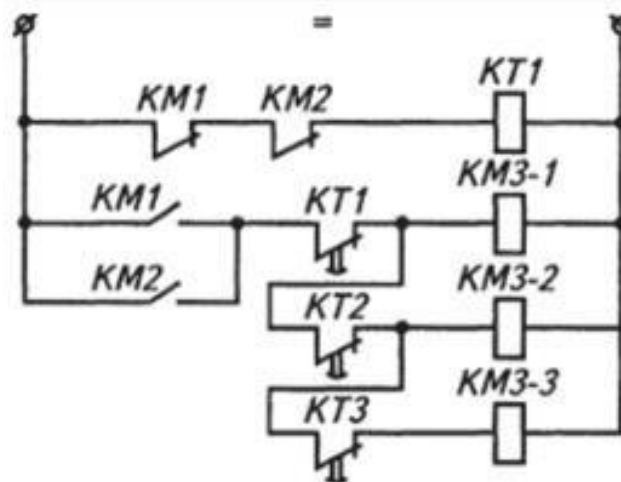 =
KM1 KM2 KT1
KM3-1
KM1 KT1
KM2 KT2 KM3-2
KM3-3
KT3